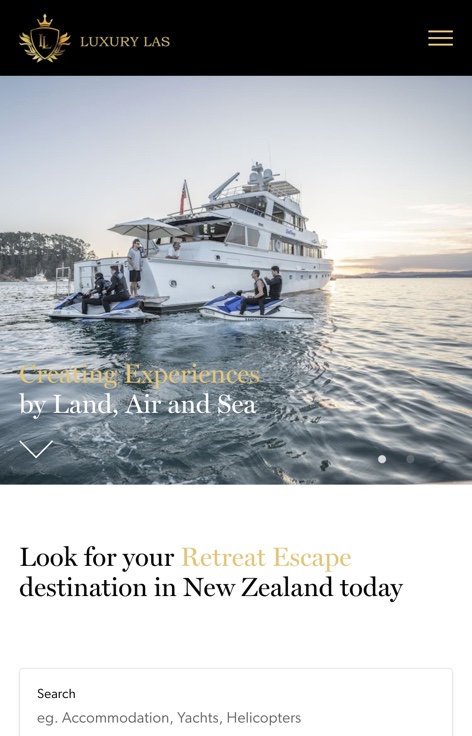 LL
LUXURY LAS
Creating Experiences
by Land, Air and Sea
Look for your Retreat Escape
destination in New Zealand today
Search
eg. Accommodation, Yachts, Helicopters